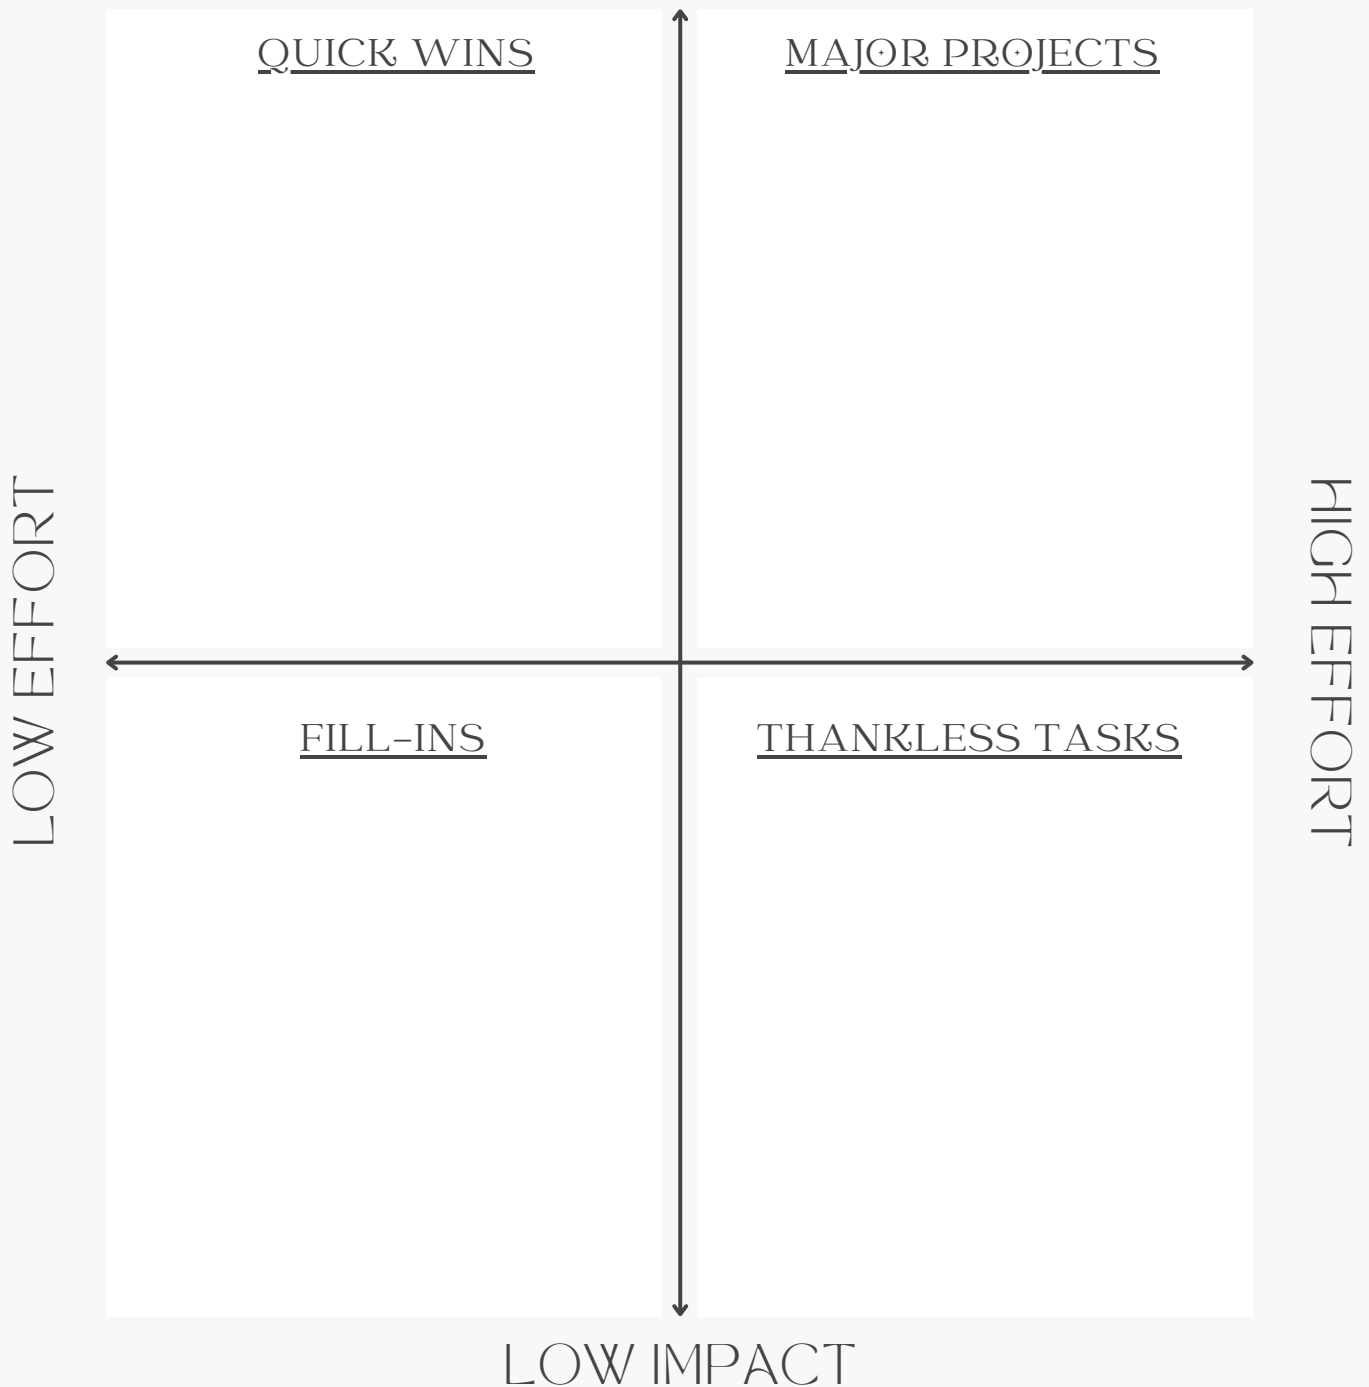 QUICK WINS
MAJOR PROJECTS
LOW EFFORT
HIGH EFFORT
FILL-INS
THANKLESS TASKS
LOW IMPACT